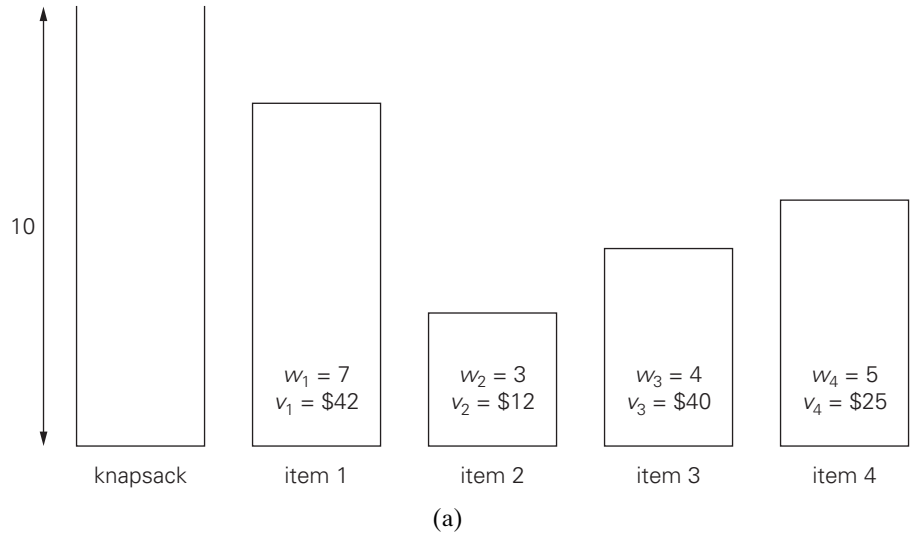 10
w₁ = 7
v₁ = $42
w₂ = 3
v₂ = $12
w₃ = 4
v₃ = $40
w₄ = 5
v₄ = $25
knapsack
item 1
item 2
item 3
item 4
(a)